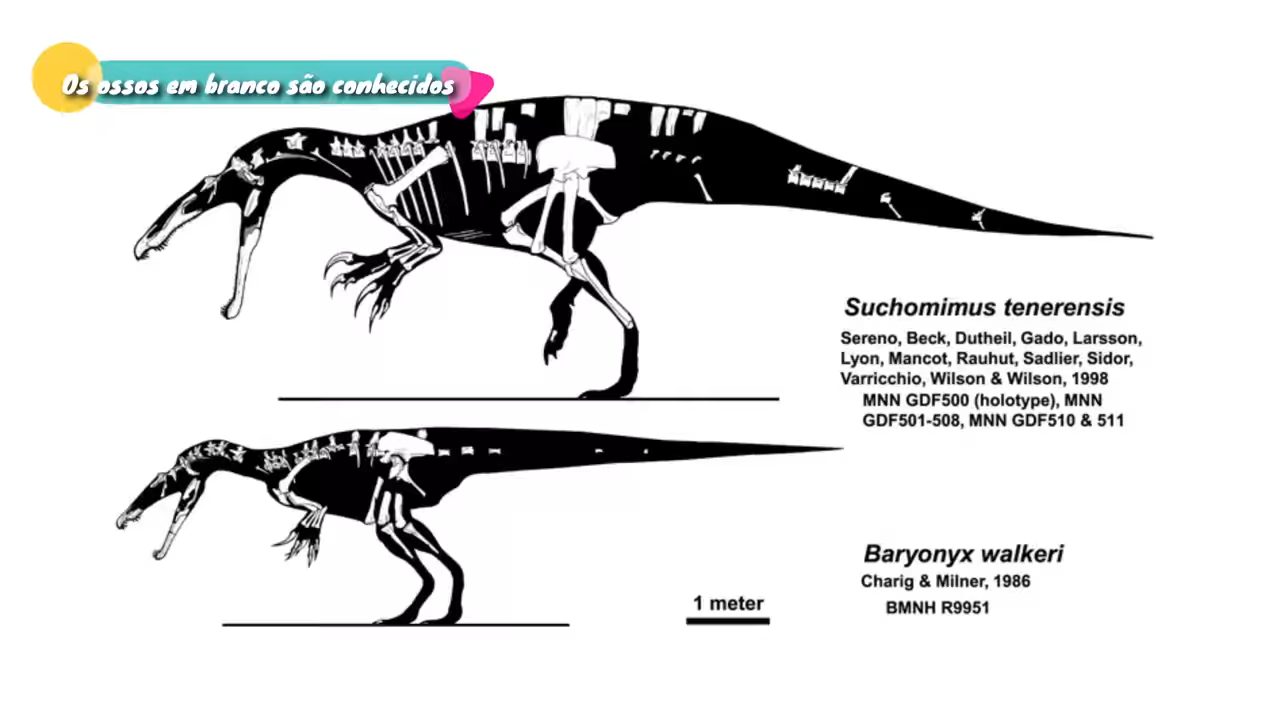 Os ossos em branco são conhecidos
Suchomimus tenerensis
Sereno, Beck, Dutheil, Gado, Larsson,
Lyon, Mancot, Rauhut, Sadlier, Sidor,
Varricchio, Wilson & Wilson, 1998
MNN GDF500 (holotype), MNN
GDF501-508, MNN GDF510 & 511
Baryonyx walkeri
Charig & Milner, 1986
BMNH R9951
1 meter